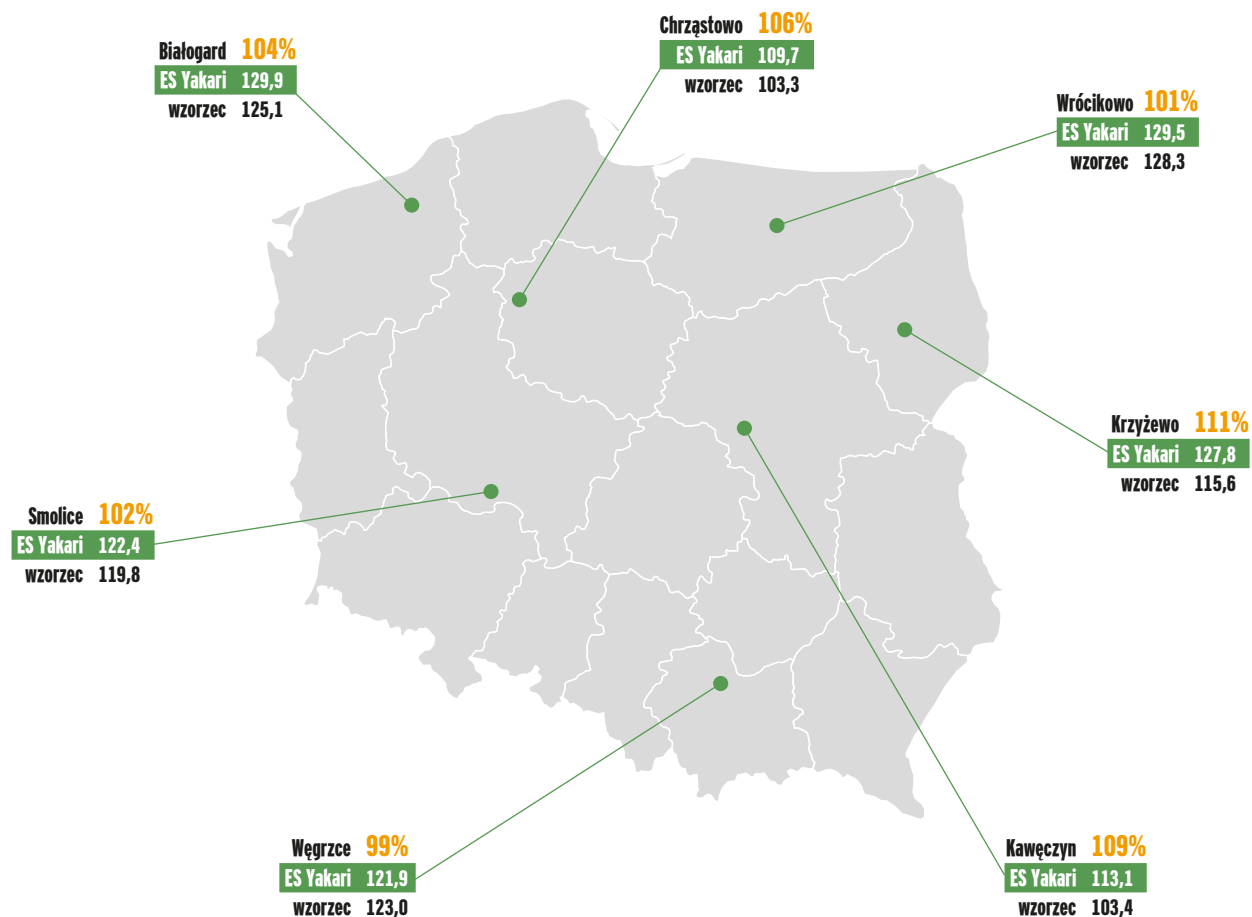 Chrząstowo 106%
ES Yakari 109,7
wzorzec 103,3
Białogard 104%
ES Yakari 129,9
wzorzec 125,1
Wrócikowo 101%
ES Yakari 129,5
wzorzec 128,3
Krzyżewo 111%
ES Yakari 127,8
wzorzec 115,6
Smolice 102%
ES Yakari 122,4
wzorzec 119,8
Węgrzce 99%
ES Yakari 121,9
wzorzec 123,0
Kawęczyn 109%
ES Yakari 113,1
wzorzec 103,4